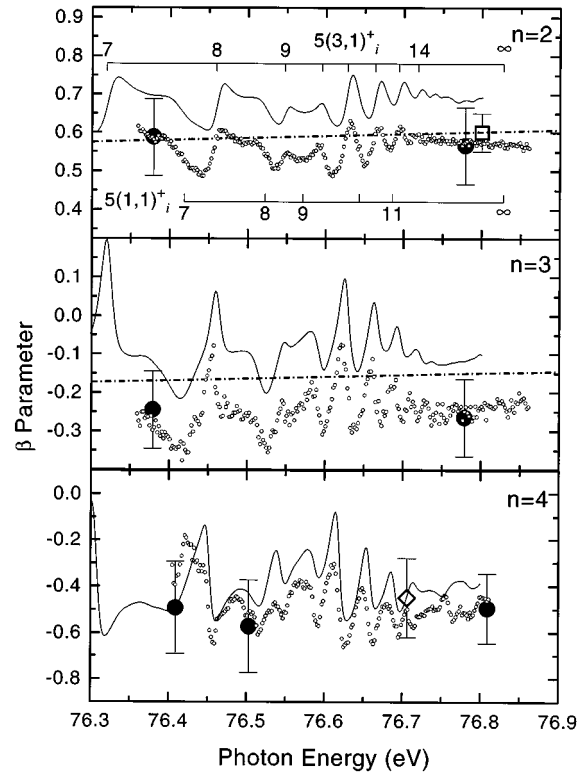 0.9
n=2
5(3,1)⁺ᵢ
7 8 9 14 ∞
0.8
0.7
0.6
0.5
0.4
5(1,1)⁺ᵢ
7 8 9 11 ∞
n=3
0.1
0.0
-0.1
-0.2
-0.3
β Parameter
n=4
0.0
-0.2
-0.4
-0.6
-0.8
76.3 76.4 76.5 76.6 76.7 76.8 76.9
Photon Energy (eV)